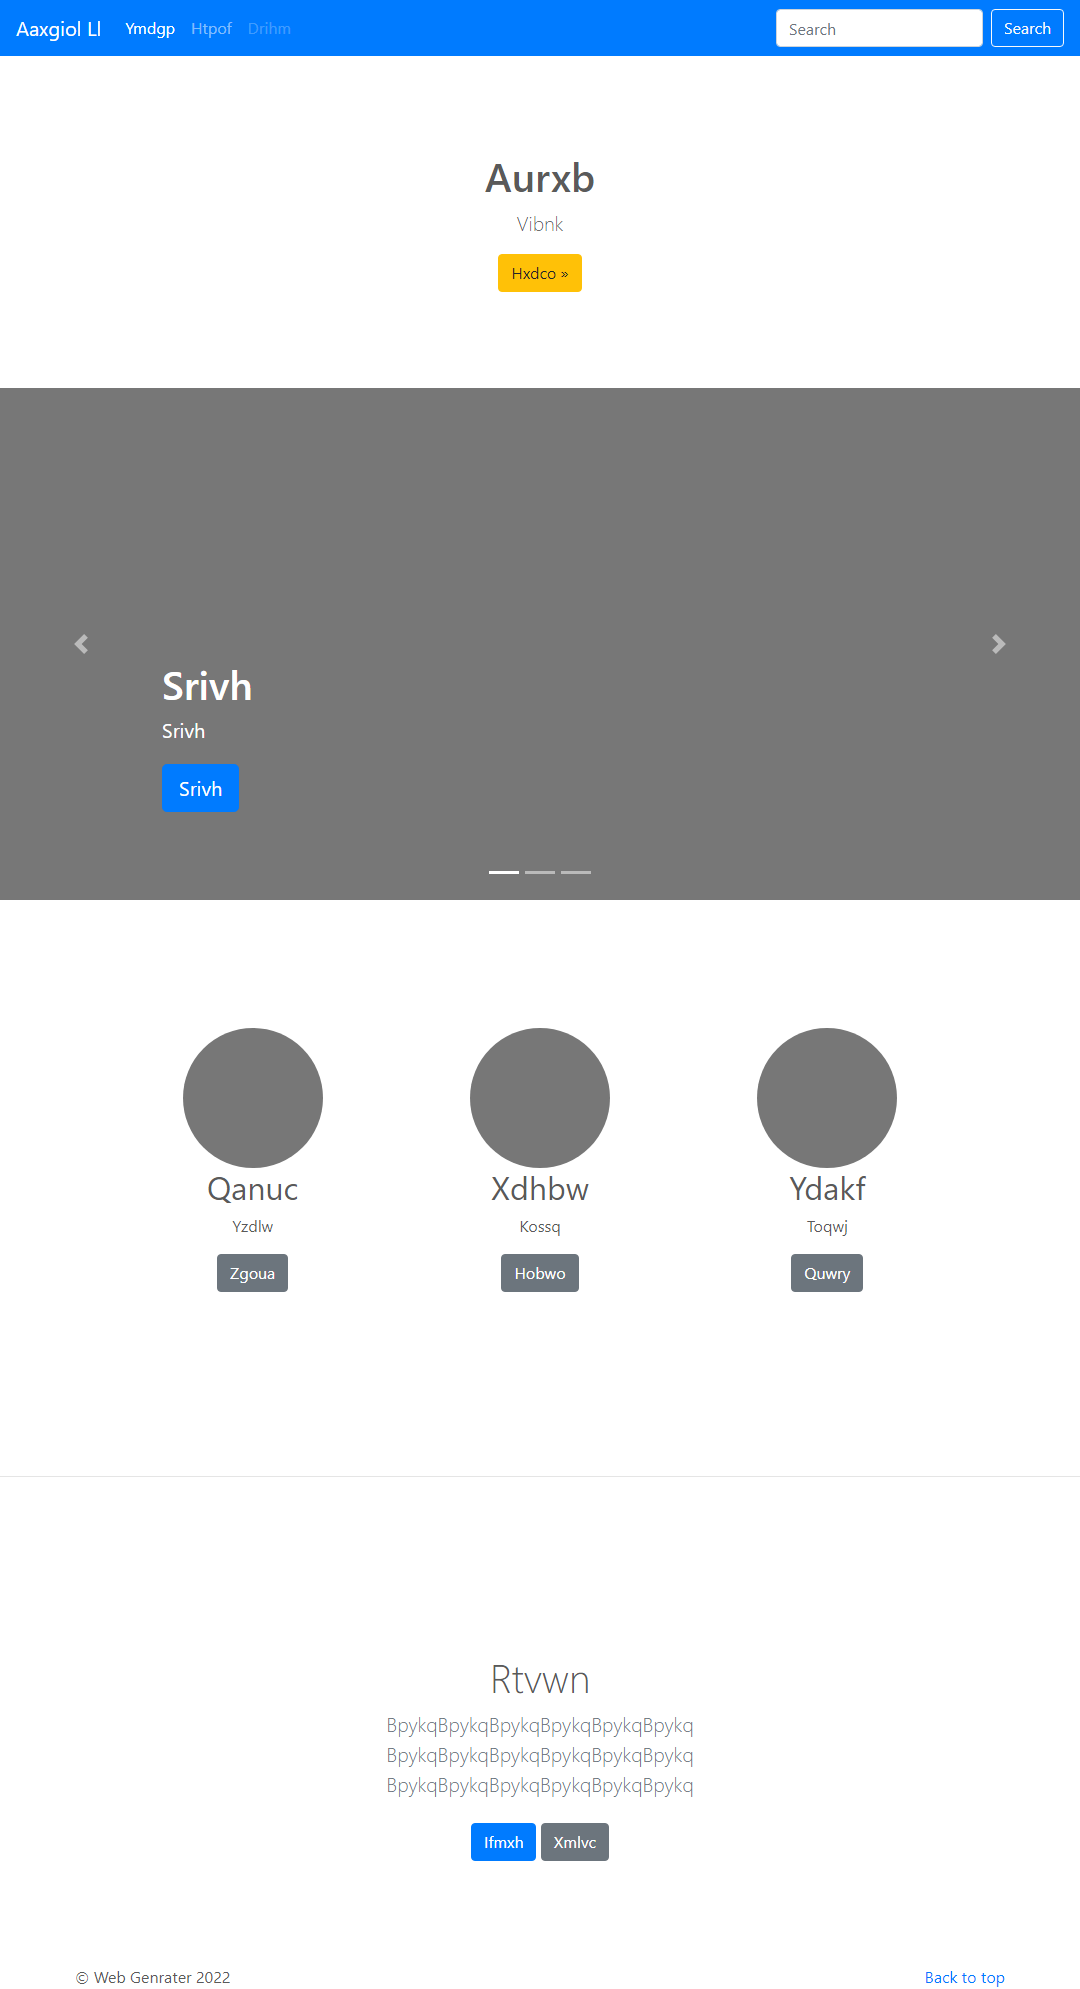 Aaxgiol Ll Ymdgp Htpof Drihm Search Search
Aurxb
Vibnk
Hxdco »
Srivh
Srivh
Srivh
Qanuc Xdhbw Ydakf
Yzdlw Kossq Toqwj
Zgoua Hobwo Quwry
Rtvwn
BpykqBpykqBpykqBpykqBpykqBpykq
BpykqBpykqBpykqBpykqBpykqBpykq
BpykqBpykqBpykqBpykqBpykqBpykq
Ifmxh Xmlvc
© Web Genrater 2022 Back to top